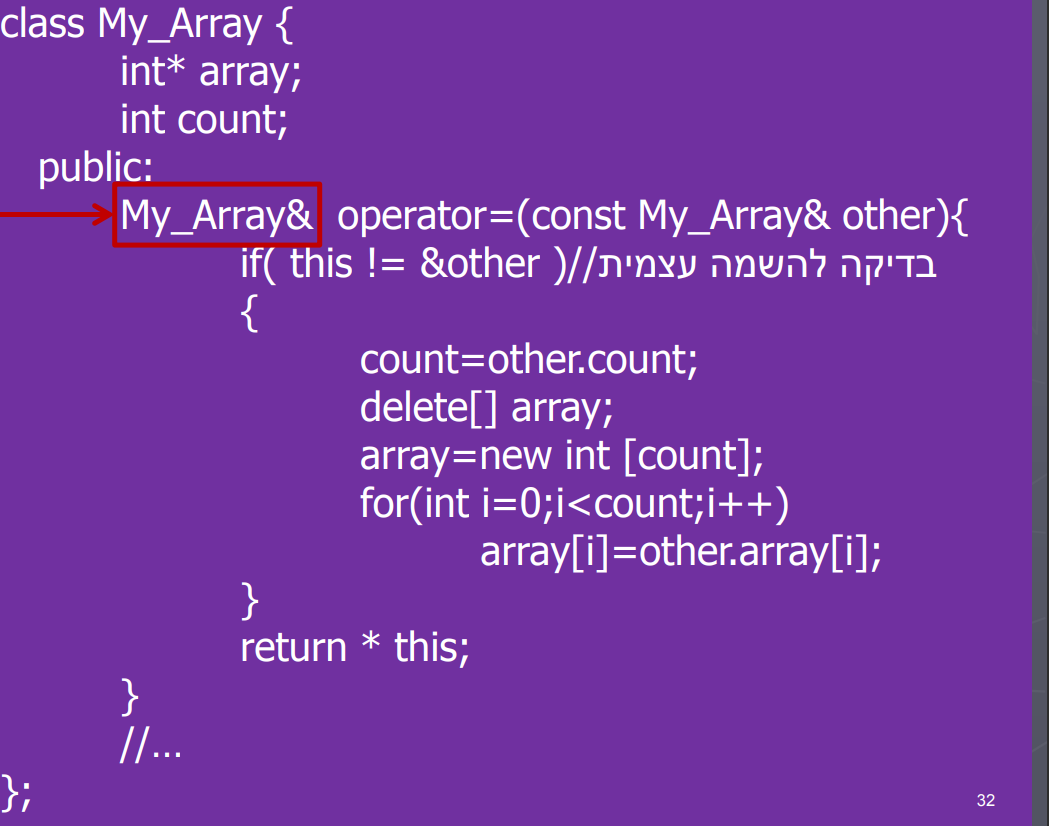 class My_Array {
int* array;
int count;
public:
My_Array& operator=(const My_Array& other){
if( this != &other )//בדיקה להשמה עצמית
{
count=other.count;
delete[] array;
array=new int [count];
for(int i=0;i<count;i++)
array[i]=other.array[i];
}
return * this;
}
//...
};
32